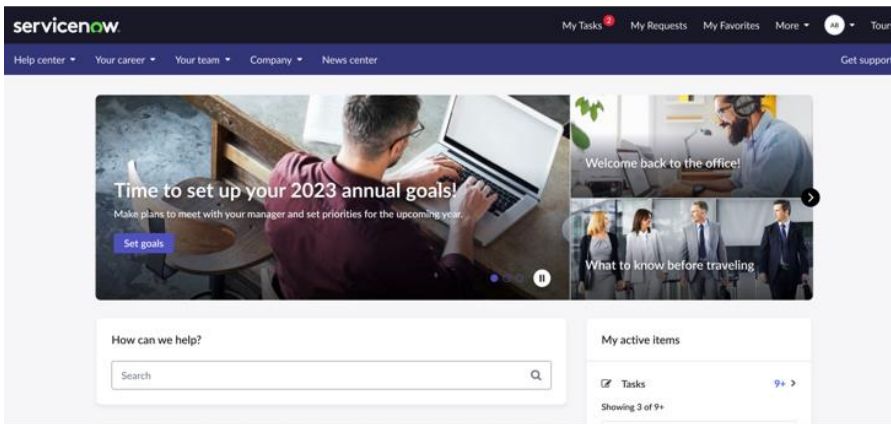 servicenow
My Tasks 2 My Requests My Favorites More AB Tours
Help center Your career Your team Company News center Get support
Time to set up your 2023 annual goals!
Make plans to meet with your manager and set priorities for the upcoming year.
Set goals
Welcome back to the office!
What to know before traveling
How can we help?
Search
My active items
Tasks 9+
Showing 3 of 9+